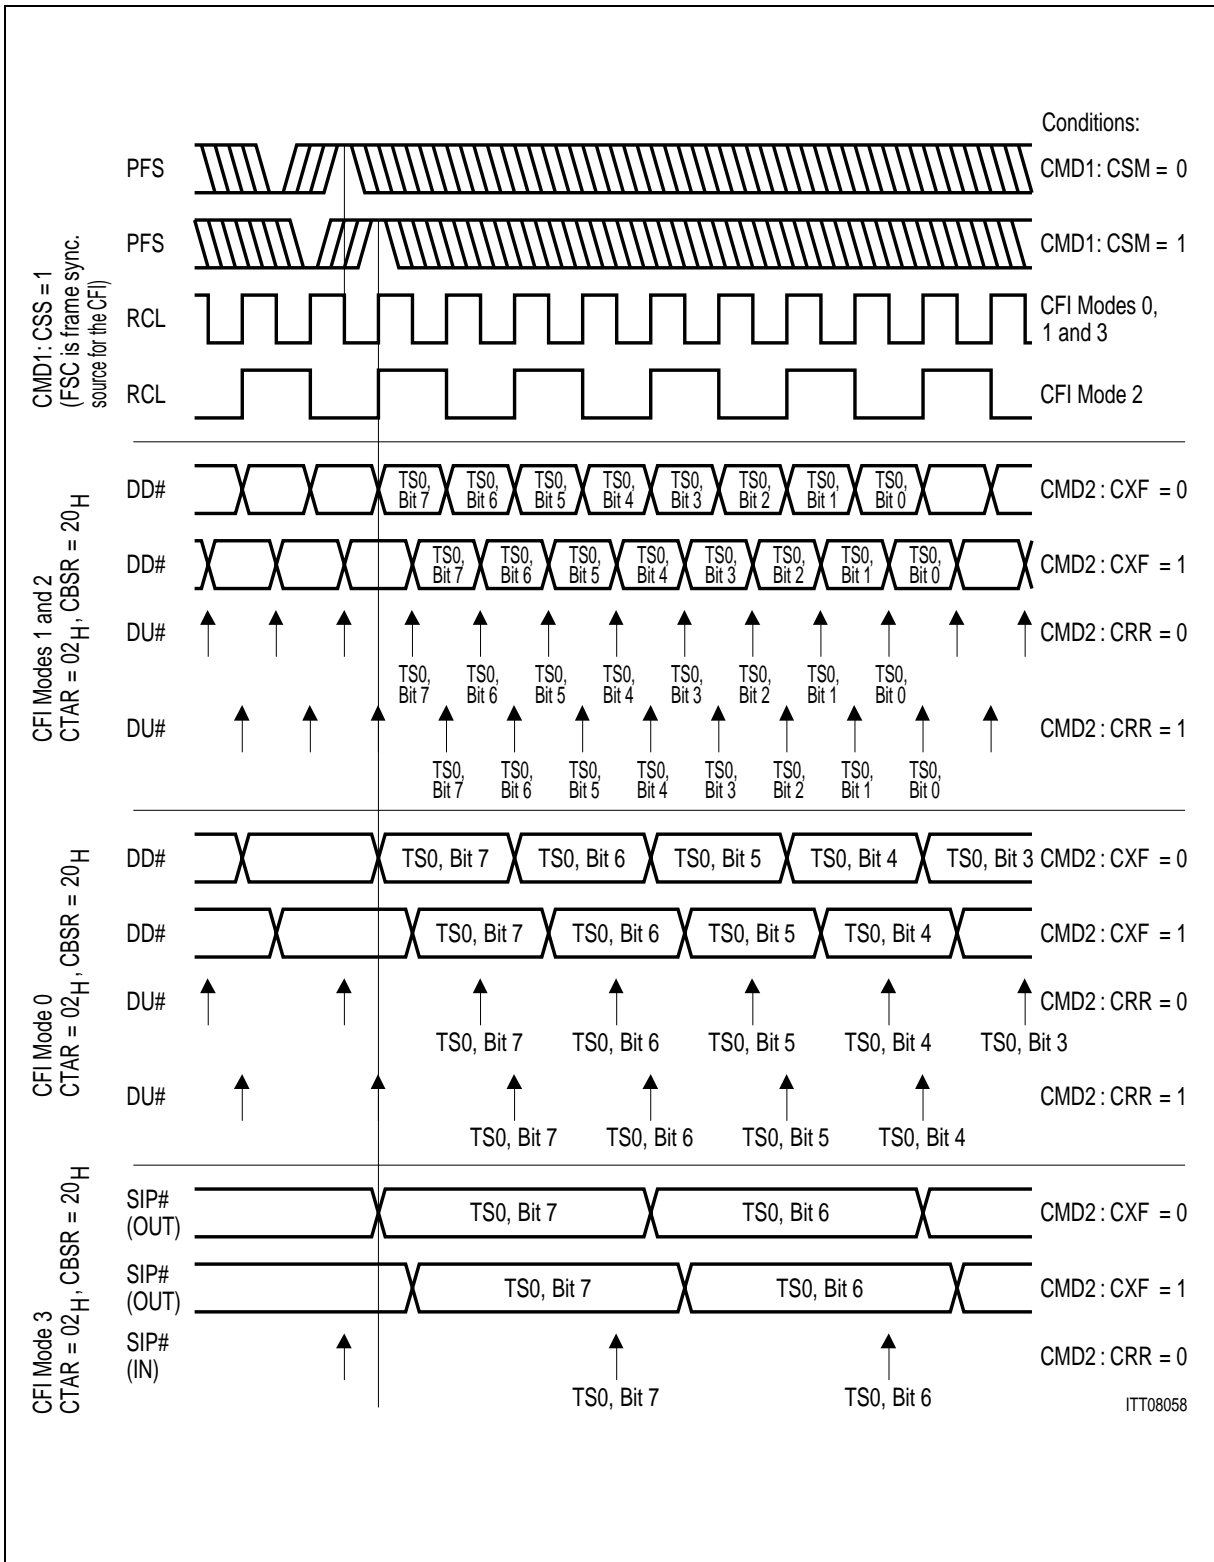 Conditions:
CMD1: CSS = 1
(FSC is frame sync.
source for the CFI)
PFS
CMD1: CSM = 0
PFS
CMD1: CSM = 1
RCL
CFI Modes 0,
1 and 3
RCL
CFI Mode 2
CFI Modes 1 and 2
CTAR = 02H, CBSR = 20H
DD#
TS0, Bit 7 TS0, Bit 6 TS0, Bit 5 TS0, Bit 4 TS0, Bit 3 TS0, Bit 2 TS0, Bit 1 TS0, Bit 0
CMD2 : CXF = 0
DD#
TS0, Bit 7 TS0, Bit 6 TS0, Bit 5 TS0, Bit 4 TS0, Bit 3 TS0, Bit 2 TS0, Bit 1 TS0, Bit 0
CMD2 : CXF = 1
DU#
CMD2 : CRR = 0
TS0, Bit 7 TS0, Bit 6 TS0, Bit 5 TS0, Bit 4 TS0, Bit 3 TS0, Bit 2 TS0, Bit 1 TS0, Bit 0
DU#
CMD2 : CRR = 1
TS0, Bit 7 TS0, Bit 6 TS0, Bit 5 TS0, Bit 4 TS0, Bit 3 TS0, Bit 2 TS0, Bit 1 TS0, Bit 0
CFI Mode 0
CTAR = 02H, CBSR = 20H
DD#
TS0, Bit 7 TS0, Bit 6 TS0, Bit 5 TS0, Bit 4 TS0, Bit 3
CMD2 : CXF = 0
DD#
TS0, Bit 7 TS0, Bit 6 TS0, Bit 5 TS0, Bit 4
CMD2 : CXF = 1
DU#
CMD2 : CRR = 0
TS0, Bit 7 TS0, Bit 6 TS0, Bit 5 TS0, Bit 4 TS0, Bit 3
DU#
CMD2 : CRR = 1
TS0, Bit 7 TS0, Bit 6 TS0, Bit 5 TS0, Bit 4
CFI Mode 3
CTAR = 02H, CBSR = 20H
SIP#
(OUT)
TS0, Bit 7 TS0, Bit 6
CMD2 : CXF = 0
SIP#
(OUT)
TS0, Bit 7 TS0, Bit 6
CMD2 : CXF = 1
SIP#
(IN)
CMD2 : CRR = 0
TS0, Bit 7 TS0, Bit 6
ITT08058